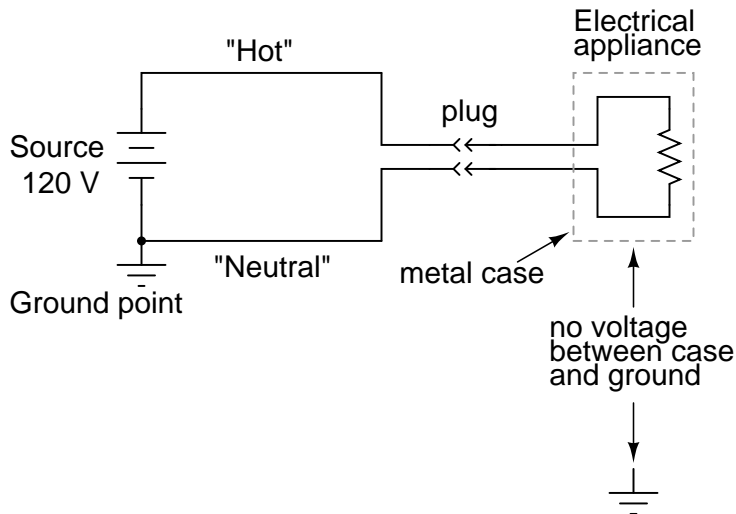 "Hot"
Electrical
appliance
plug
Source
120 V
"Neutral"
metal case
Ground point
no voltage
between case
and ground